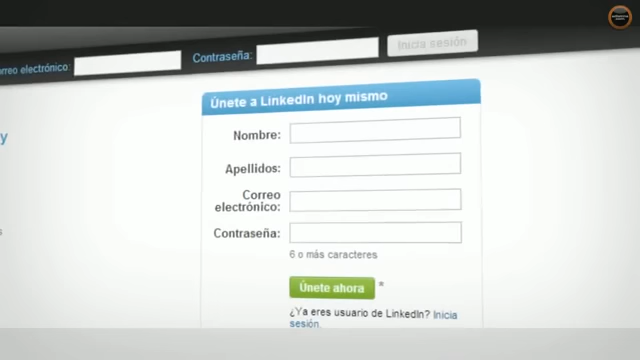 Correo electrónico:
Contraseña:
Inicia sesión
Únete a LinkedIn hoy mismo
y
Nombre:
Apellidos:
Correo
electrónico:
s
Contraseña:
6 o más caracteres
Únete ahora *
¿Ya eres usuario de LinkedIn? Inicia
sesión.